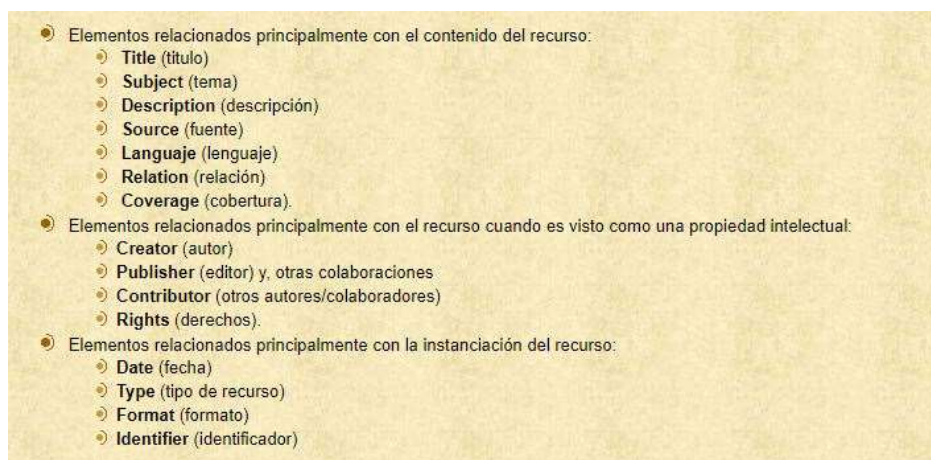 Elementos relacionados principalmente con el contenido del recurso:
Title (titulo)
Subject (tema)
Description (descripción)
Source (fuente)
Languaje (lenguaje)
Relation (relación)
Coverage (cobertura).
Elementos relacionados principalmente con el recurso cuando es visto como una propiedad intelectual:
Creator (autor)
Publisher (editor) y, otras colaboraciones
Contributor (otros autores/colaboradores)
Rights (derechos).
Elementos relacionados principalmente con la instanciación del recurso:
Date (fecha)
Type (tipo de recurso)
Format (formato)
Identifier (identificador)